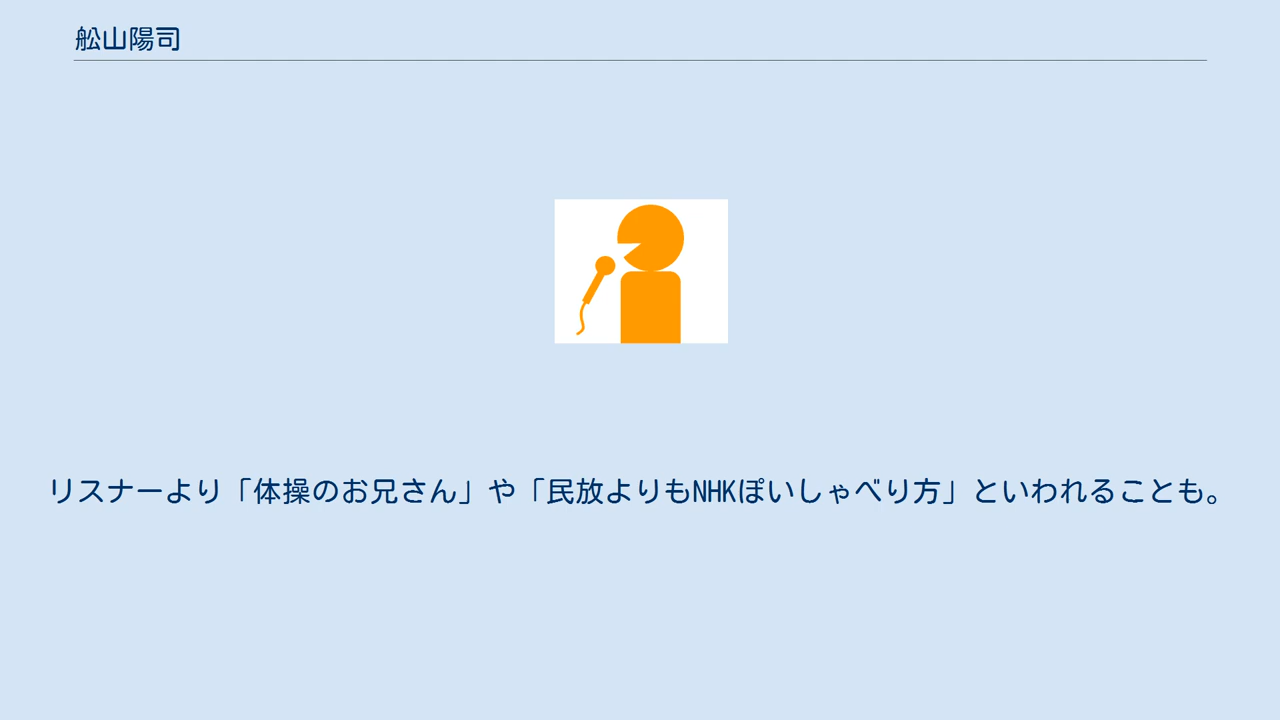 舩山陽司
リスナーより「体操のお兄さん」や「民放よりもNHKぽいしゃべり方」といわれることも。